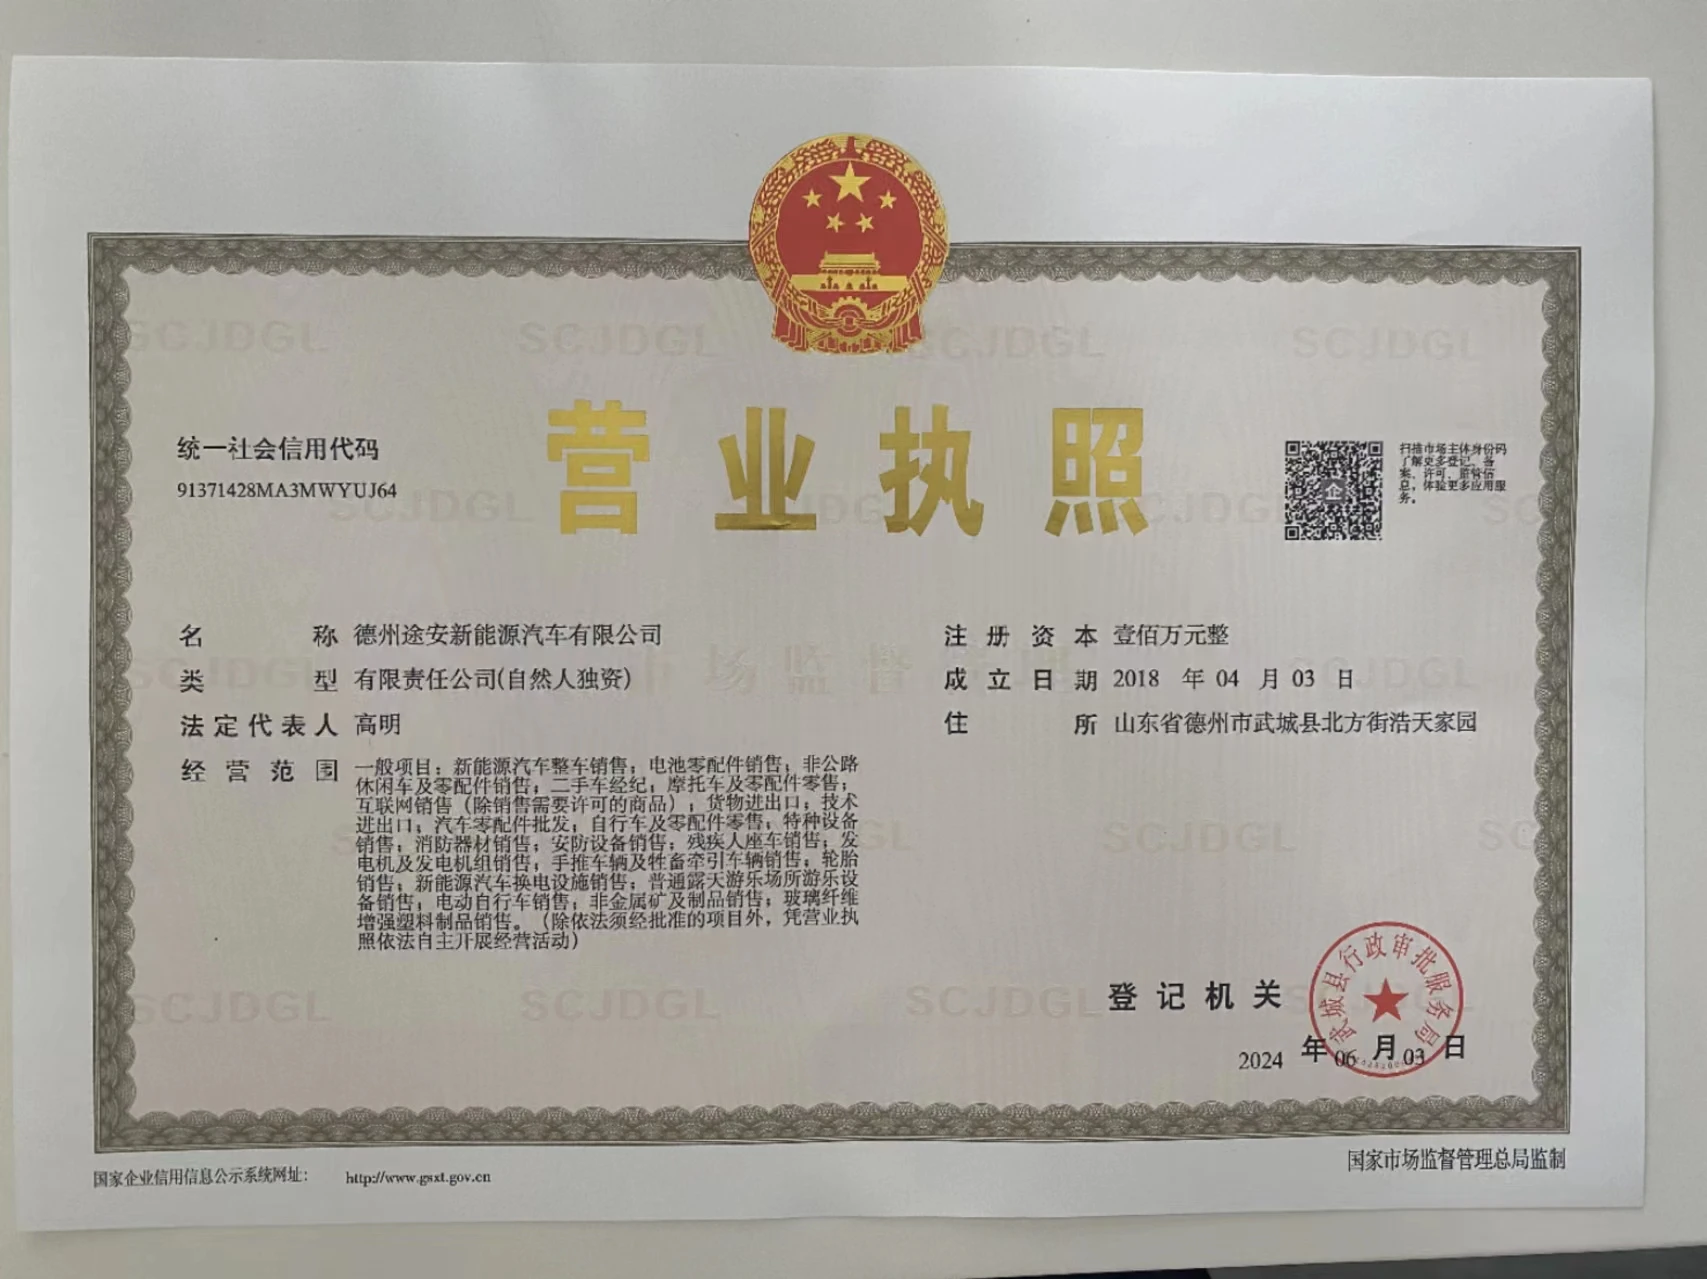 营业执照
统一社会信用代码
91371428MA3MWYUJ64
扫描市场主体身份码
了解更多登记、备
案、许可、监管信
息，体验更多应用服
务。
名称 德州途安新能源汽车有限公司
类型 有限责任公司(自然人独资)
法定代表人 高明
经营范围 一般项目：新能源汽车整车销售；电池零配件销售；非公路
休闲车及零配件销售；二手车经纪；摩托车及零配件零售；
互联网销售（除销售需要许可的商品）；货物进出口；技术
进出口；汽车零配件批发；自行车及零配件零售；特种设备
销售；消防器材销售；安防设备销售；残疾人座车销售；发
电机及发电机组销售；手推车辆及牲畜牵引车辆销售；轮胎
销售；新能源汽车换电设施销售；普通露天游乐场所游乐设
备销售；电动自行车销售；非金属矿及制品销售；玻璃纤维
增强塑料制品销售。（除依法须经批准的项目外，凭营业执
照依法自主开展经营活动）
注册资本 壹佰万元整
成立日期 2018 年 04 月 03 日
住所 山东省德州市武城县北方街浩天家园
登记机关
武城县行政审批服务局
2024 年 06 月 03 日
国家企业信用信息公示系统网址： http://www.gsxt.gov.cn
国家市场监督管理总局监制
SCJDGL